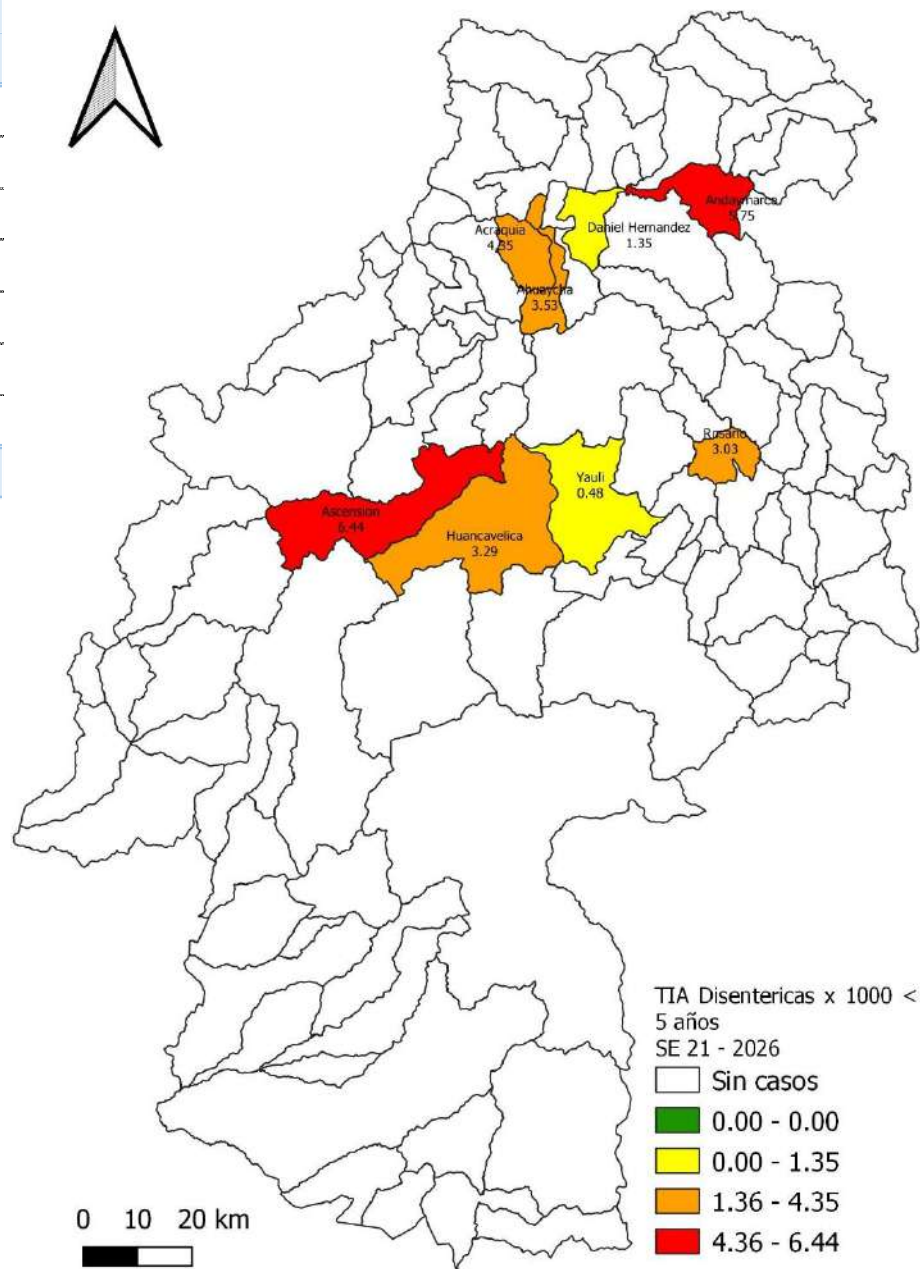 Andaymarca
5.75
Daniel Hernandez
1.35
Acraquia
4.35
Ahuaycha
3.53
Rosario
3.03
Yauli
0.48
Ascension
6.44
Huancavelica
3.29
TIA Disentericas x 1000 <
5 años
SE 21 - 2026
Sin casos
0.00 - 0.00
0.00 - 1.35
1.36 - 4.35
4.36 - 6.44
0 10 20 km